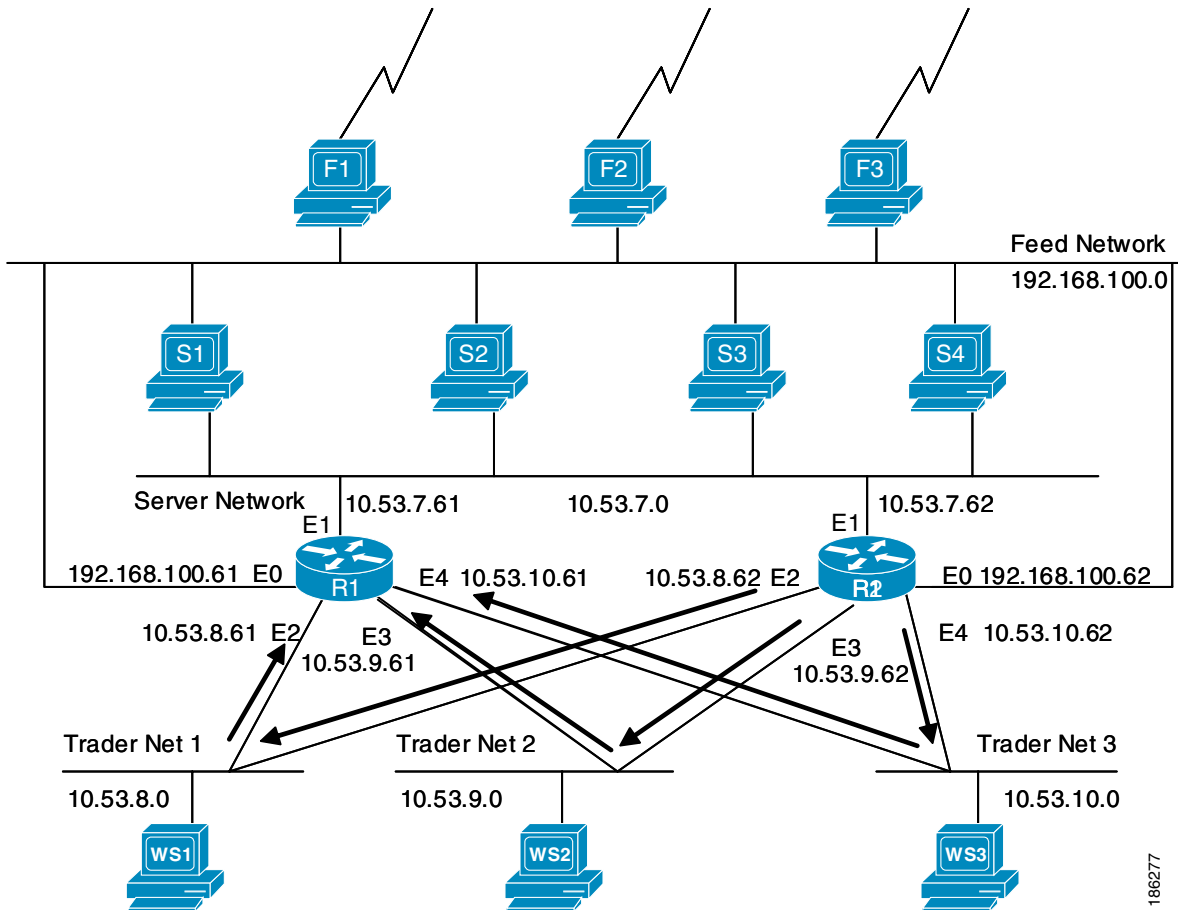 F1
F2
F3
Feed Network
192.168.100.0
S1
S2
S3
S4
Server Network
10.53.7.61
10.53.7.0
10.53.7.62
E1
E1
192.168.100.61 E0
R1
E4 10.53.10.61
10.53.8.62 E2
E0 192.168.100.62
10.53.8.61 E2
E3
10.53.9.61
E3
10.53.9.62
E4 10.53.10.62
Trader Net 1
Trader Net 2
Trader Net 3
10.53.8.0
10.53.9.0
10.53.10.0
WS1
WS2
WS3
186277